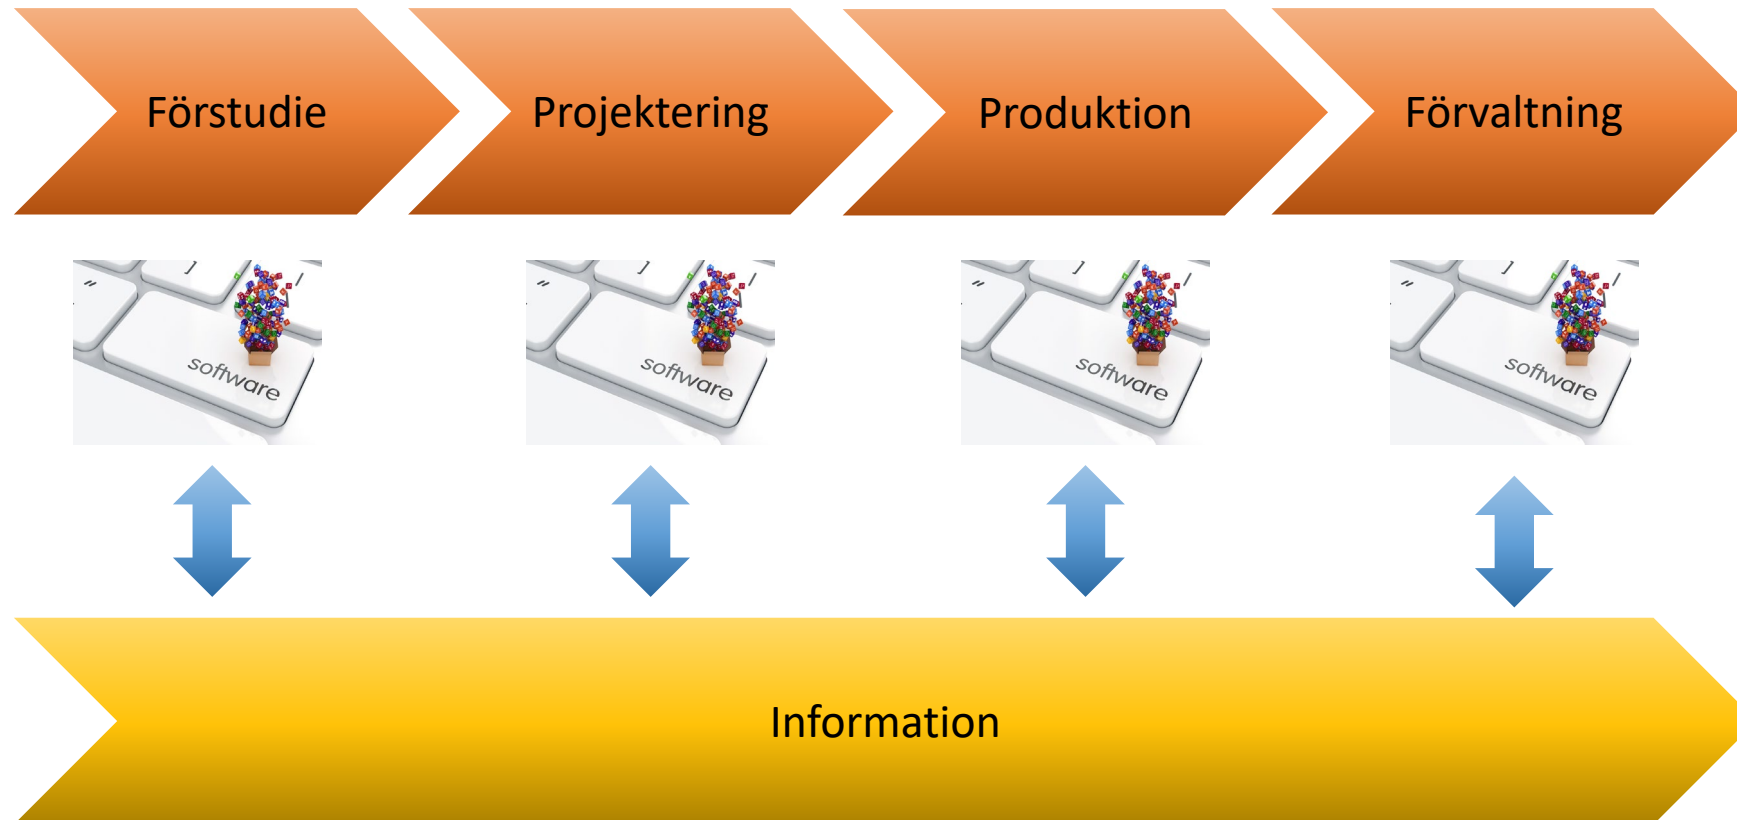 Förstudie
Projektering
Produktion
Förvaltning
" ] /
software
" ] /
software
" ] /
software
" ] /
software
Information